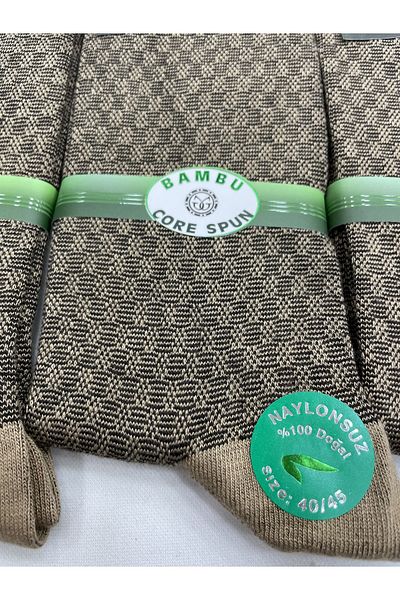 BAMBU
CORE SPUN
NAYLONSUZ
%100 Doğal
size: 40/45